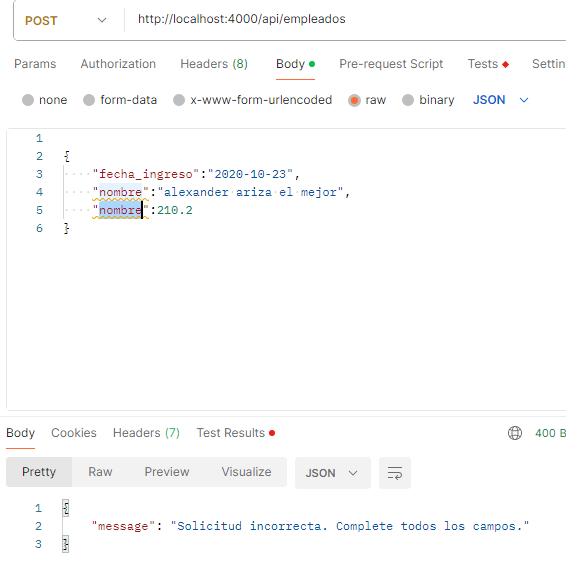 POST http://localhost:4000/api/empleados
Params Authorization Headers (8) Body Pre-request Script Tests Settin
none form-data x-www-form-urlencoded raw binary JSON
1
2 {
3 "fecha_ingreso":"2020-10-23",
4 "nombre":"alexander ariza el mejor",
5 "nombre":210.2
6 }
Body Cookies Headers (7) Test Results 400 B
Pretty Raw Preview Visualize JSON
1 {
2 "message": "Solicitud incorrecta. Complete todos los campos."
3 }